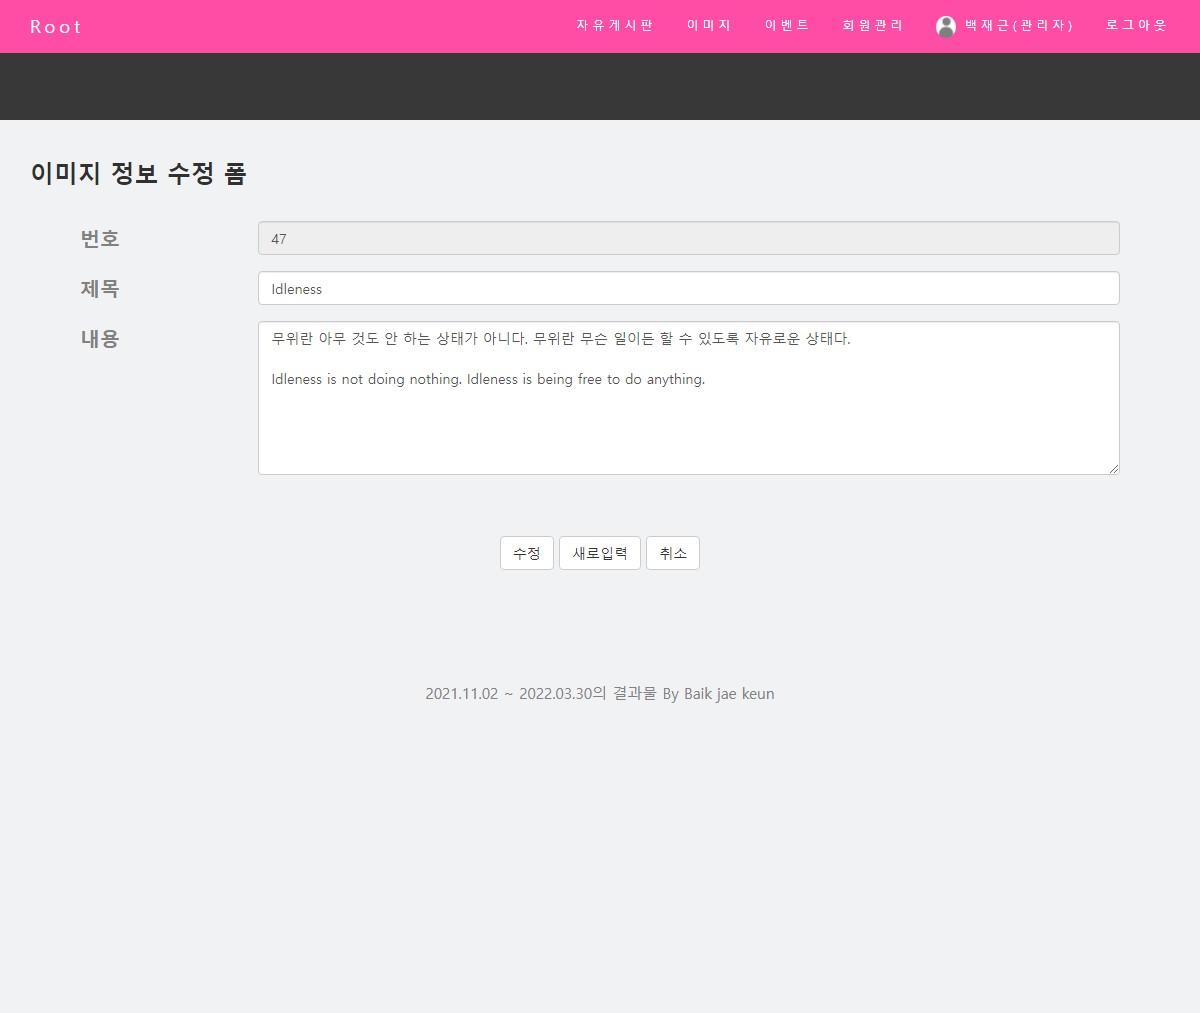 Root 자유게시판 이미지 이벤트 회원관리 백재근(관리자) 로그아웃
이미지 정보 수정 폼
번호 47
제목 Idleness
내용 무위란 아무 것도 안 하는 상태가 아니다. 무위란 무슨 일이든 할 수 있도록 자유로운 상태다.
Idleness is not doing nothing. Idleness is being free to do anything.
수정 새로입력 취소
2021.11.02 ~ 2022.03.30의 결과물 By Baik jae keun